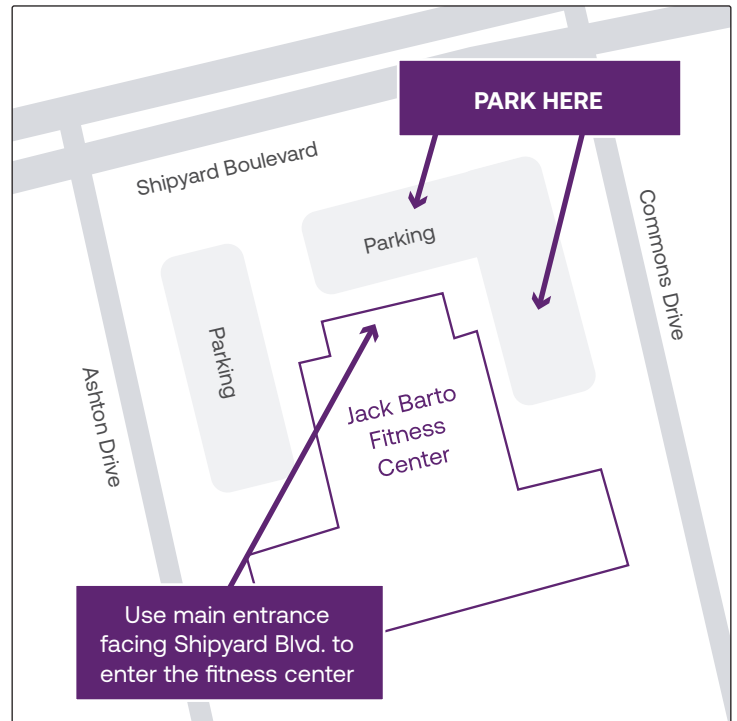 PARK HERE
Shipyard Boulevard
Parking
Commons Drive
Parking
Ashton Drive
Jack Barto
Fitness
Center
Use main entrance
facing Shipyard Blvd. to
enter the fitness center